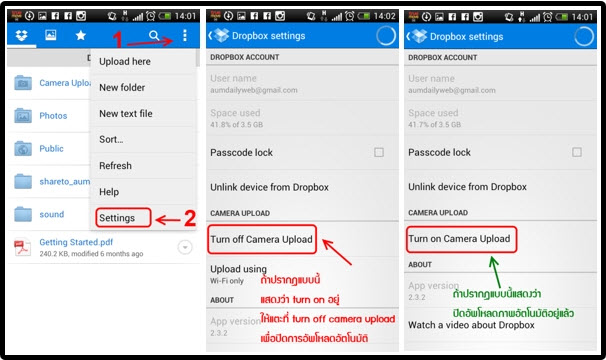 14:01
1
Upload here
Camera Uploa
New folder
Photos
New text file
Public
Sort...
shareto_aum
Refresh
Help
sound
Settings
2
Getting Started.pdf
240.2 KB, modified 6 months ago
14:02
Dropbox settings
DROPBOX ACCOUNT
User name
aumdailyweb@gmail.com
Space used
41.8% of 3.5 GB
Passcode lock
Unlink device from Dropbox
CAMERA UPLOAD
Turn off Camera Upload
Upload using
Wi-Fi only
ABOUT
App version
2.3.2
ถ้าปรากฏแบบนี้
แสดงว่า turn on อยู่
ให้แตะที่ turn off camera upload
เพื่อปิดการอัพโหลดอัตโนมัติ
14:01
Dropbox settings
DROPBOX ACCOUNT
User name
aumdailyweb@gmail.com
Space used
41.7% of 3.5 GB
Passcode lock
Unlink device from Dropbox
CAMERA UPLOAD
Turn on Camera Upload
ABOUT
App version
2.3.2
Watch a video about Dropbox
ถ้าปรากฏแบบนี้แสดงว่า
ปิดอัพโหลดภาพอัตโนมัติอยู่แล้ว